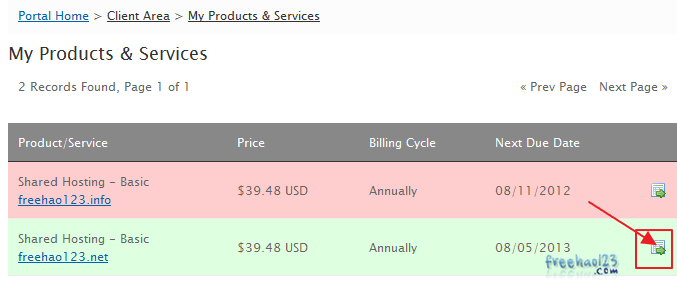 Portal Home > Client Area > My Products & Services
My Products & Services
2 Records Found, Page 1 of 1
« Prev Page Next Page »
Product/Service Price Billing Cycle Next Due Date
Shared Hosting - Basic
freehao123.info
$39.48 USD Annually 08/11/2012
Shared Hosting - Basic
freehao123.net
$39.48 USD Annually 08/05/2013
freehao123
.com